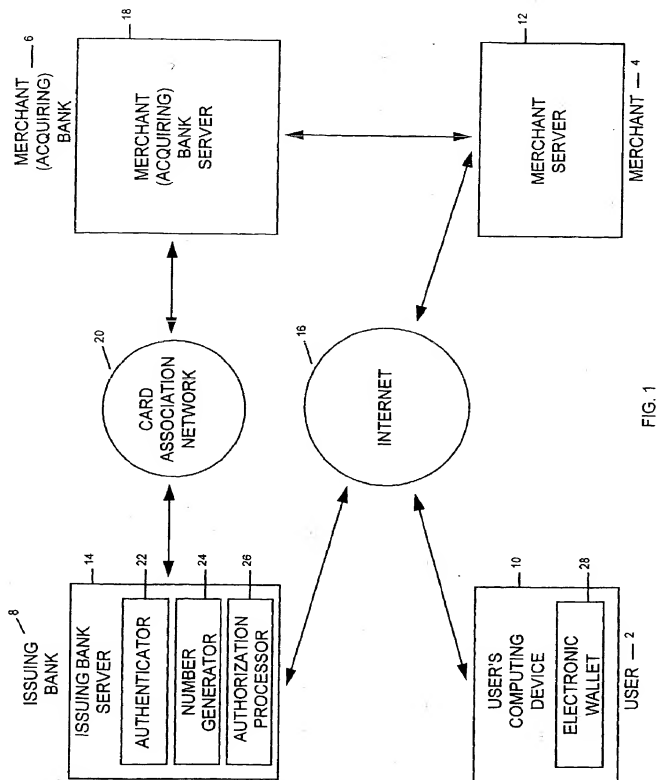 ISSUING — 8
BANK
ISSUING BANK
SERVER
14
AUTHENTICATOR
22
NUMBER
GENERATOR
24
AUTHORIZATION
PROCESSOR
26
20
CARD
ASSOCIATION
NETWORK
MERCHANT — 6
(ACQUIRING)
BANK
18
MERCHANT
(ACQUIRING)
BANK
SERVER
16
INTERNET
10
USER'S
COMPUTING
DEVICE
28
ELECTRONIC
WALLET
USER — 2
12
MERCHANT
SERVER
MERCHANT — 4
FIG. 1